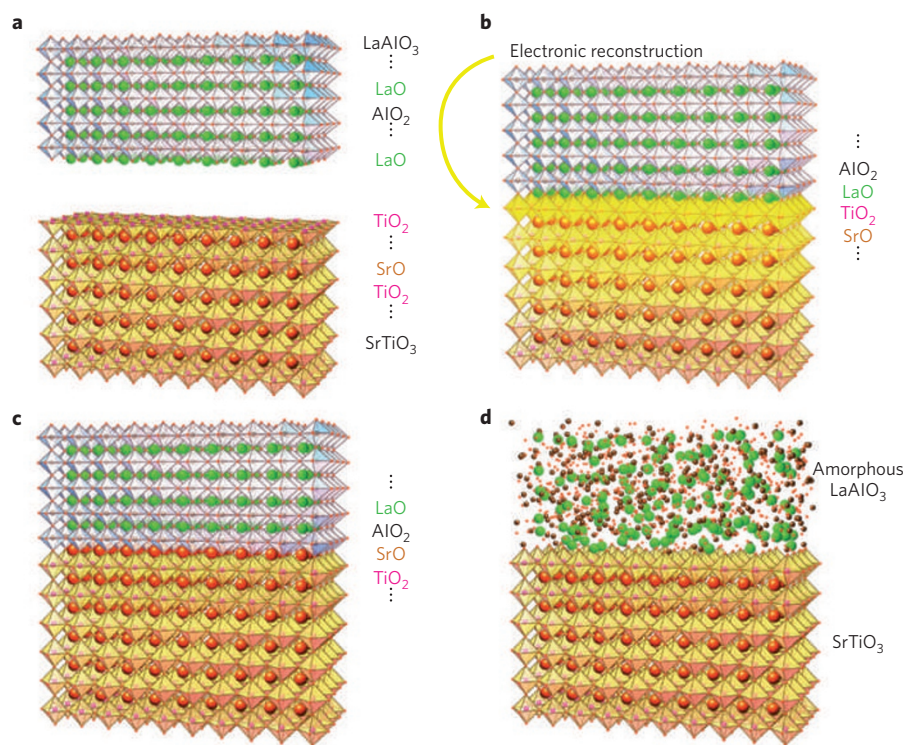 a
LaAlO₃
⋮
LaO
AlO₂
⋮
LaO
TiO₂
⋮
SrO
TiO₂
⋮
SrTiO₃
b
Electronic reconstruction
⋮
AlO₂
LaO
TiO₂
SrO
⋮
c
⋮
LaO
AlO₂
SrO
TiO₂
⋮
d
Amorphous
LaAlO₃
SrTiO₃